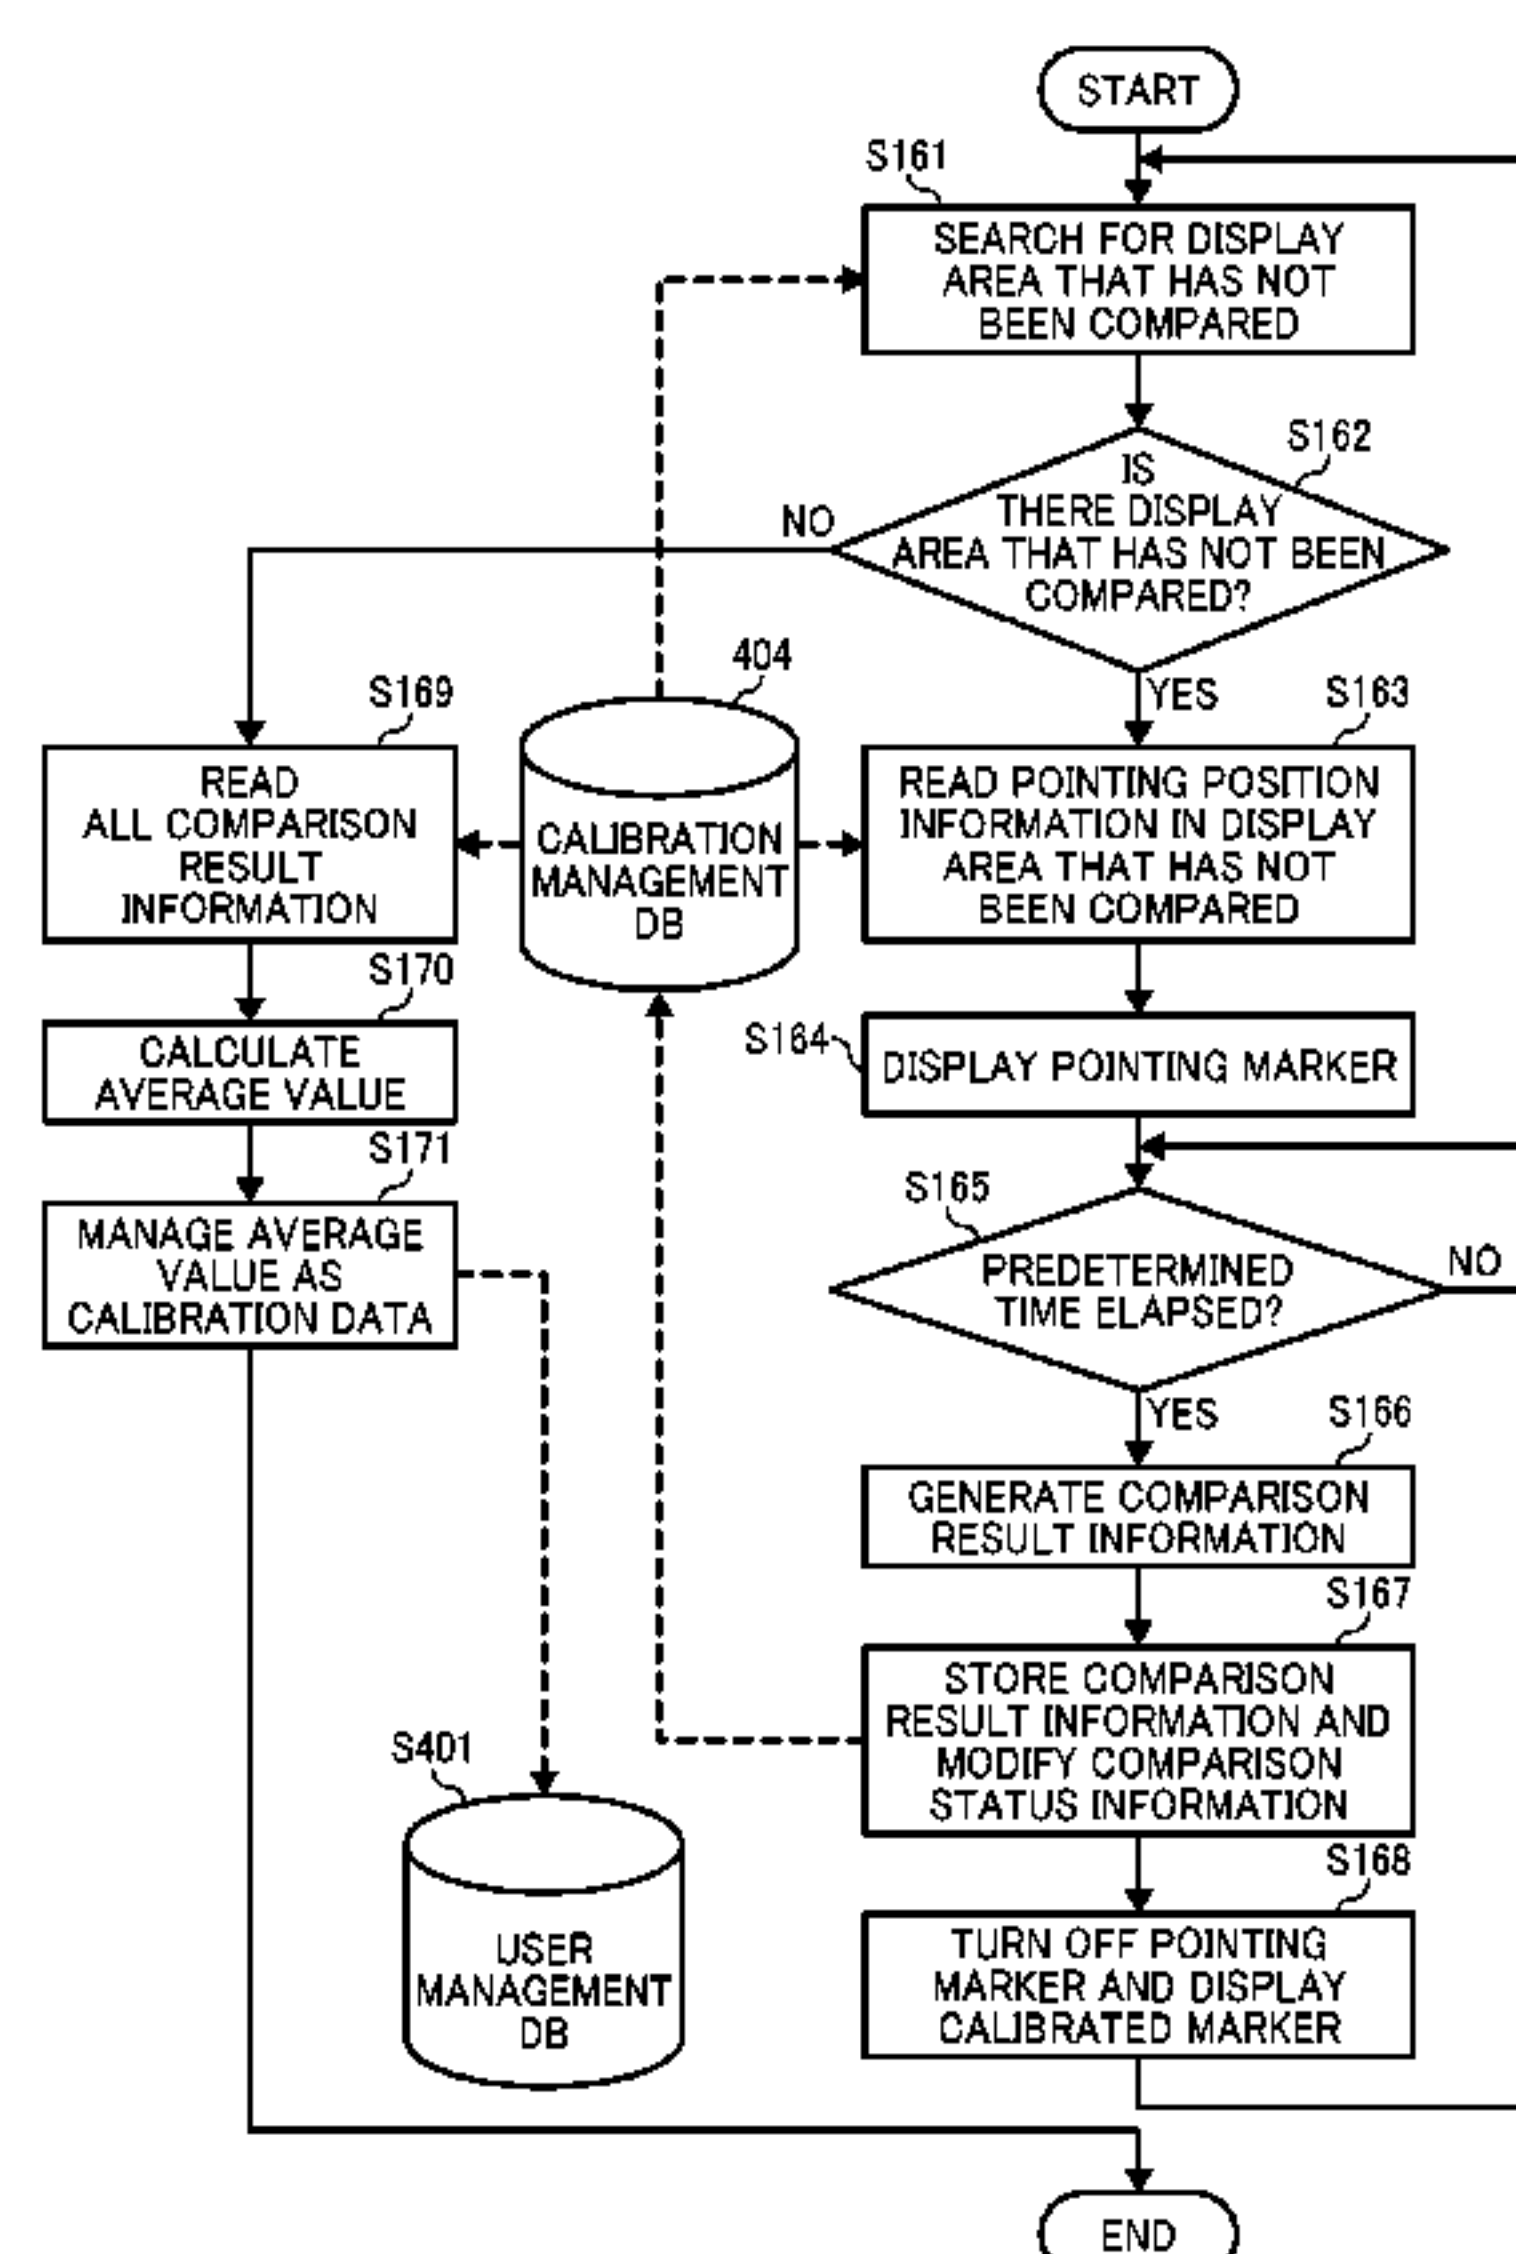 START
S161
SEARCH FOR DISPLAY
AREA THAT HAS NOT
BEEN COMPARED
S162
IS
THERE DISPLAY
AREA THAT HAS NOT BEEN
COMPARED?
NO
YES
404
CALIBRATION
MANAGEMENT
DB
S163
READ POINTING POSITION
INFORMATION IN DISPLAY
AREA THAT HAS NOT
BEEN COMPARED
S169
READ
ALL COMPARISON
RESULT
INFORMATION
S170
CALCULATE
AVERAGE VALUE
S171
MANAGE AVERAGE
VALUE AS
CALIBRATION DATA
S164
DISPLAY POINTING MARKER
S165
PREDETERMINED
TIME ELAPSED?
NO
YES
S166
GENERATE COMPARISON
RESULT INFORMATION
S167
STORE COMPARISON
RESULT INFORMATION AND
MODIFY COMPARISON
STATUS INFORMATION
S401
USER
MANAGEMENT
DB
S168
TURN OFF POINTING
MARKER AND DISPLAY
CALIBRATED MARKER
END